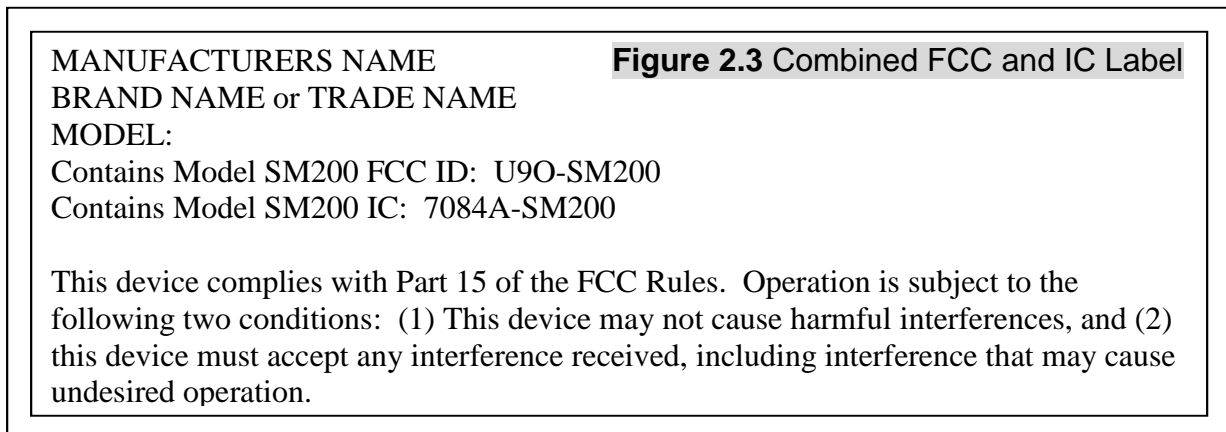 MANUFACTURERS NAME
Figure 2.3 Combined FCC and IC Label
BRAND NAME or TRADE NAME
MODEL:
Contains Model SM200 FCC ID: U9O-SM200
Contains Model SM200 IC: 7084A-SM200
This device complies with Part 15 of the FCC Rules. Operation is subject to the
following two conditions: (1) This device may not cause harmful interferences, and (2)
this device must accept any interference received, including interference that may cause
undesired operation.